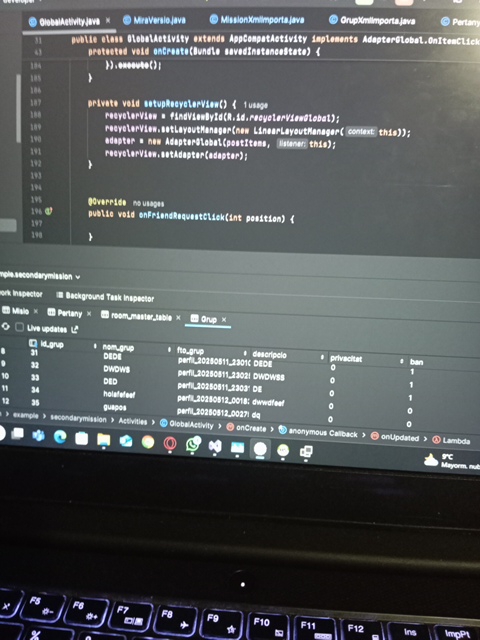 GlobalActivity.java × MiraVersio.java MissionXmlImporta.java GrupXmlImporta.java Pertany
31 public class GlobalActivity extends AppCompatActivity implements AdapterGlobal.OnItemClick
43 protected void onCreate(Bundle savedInstanceState) {
184 }).execute();
185 }
186
187 private void setupRecyclerView() { 1 usage
188 recyclerView = findViewById(R.id.recyclerViewGlobal);
189 recyclerView.setLayoutManager(new LinearLayoutManager( context: this));
190 adapter = new AdapterGlobal(postItems, listener: this);
191 recyclerView.setAdapter(adapter);
192 }
193
194
195 @Override no usages
196 public void onFriendRequestClick(int position) {
197
198 }
mple.secondarymission
ork Inspector Background Task Inspector
Misio × Pertany × room_master_table × Grup ×
Live updates
id_grup nom_grup fto_grup descripcio privacitat ban
8 31 DEDE perfil_20250511_2301 DEDE 0 1
9 32 DWDWS perfil_20250511_2302 DWDWSS 0 1
10 33 DED perfil_20250511_2303 DE 0 1
11 34 holafefeef perfil_20250512_0018 dwwdfeef 0 0
12 35 guapos perfil_20250512_0027 dq 0 0
example > secondarymission > Activities > GlobalActivity > onCreate > anonymous Callback > onUpdated > Lambda
9°C
Mayorm. nub
F5 F6 F7 F8 F9 F10 F11 F12 Ins ImpPt
%